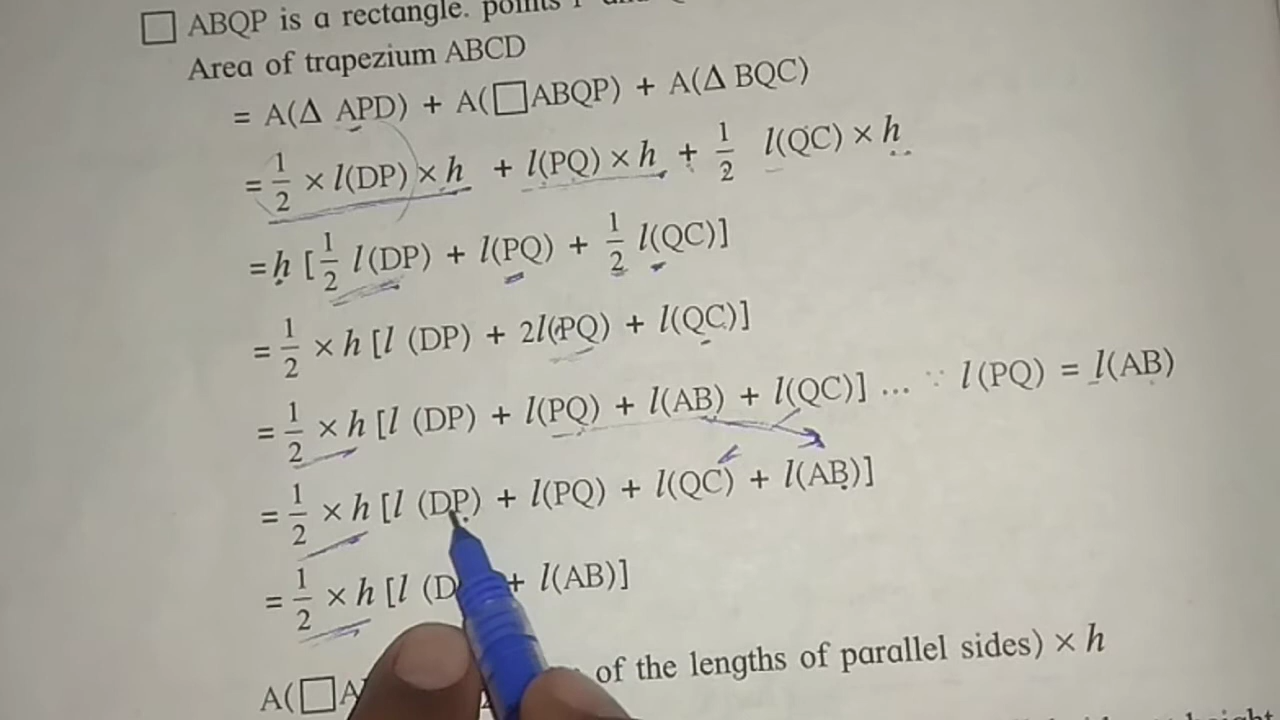 □ ABQP is a rectangle. points
Area of trapezium ABCD
= A(Δ APD) + A(□ABQP) + A(Δ BQC)
= 1/2 × l(DP) × h + l(PQ) × h + 1/2 l(QC) × h
= h [1/2 l(DP) + l(PQ) + 1/2 l(QC)]
= 1/2 × h [l (DP) + 2l(PQ) + l(QC)]
= 1/2 × h [l (DP) + l(PQ) + l(AB) + l(QC)] ... ∵ l(PQ) = l(AB)
= 1/2 × h [l (DP) + l(PQ) + l(QC) + l(AB)]
= 1/2 × h [l (D + l(AB)]
A(□A of the lengths of parallel sides) × h